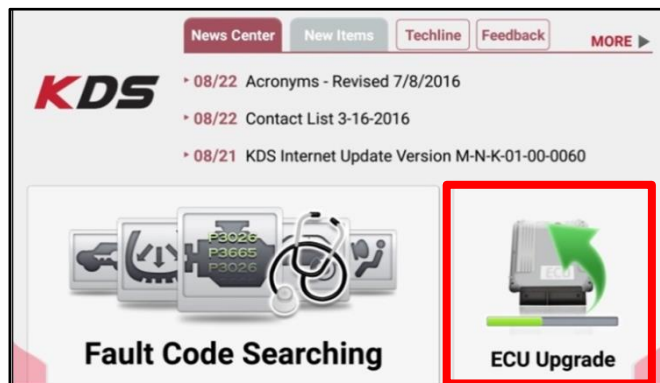 News Center New Items Techline Feedback MORE ▶
KDS
08/22 Acronyms - Revised 7/8/2016
08/22 Contact List 3-16-2016
08/21 KDS Internet Update Version M-N-K-01-00-0060
P3026
P3665
P3026
ECU
Fault Code Searching
ECU Upgrade